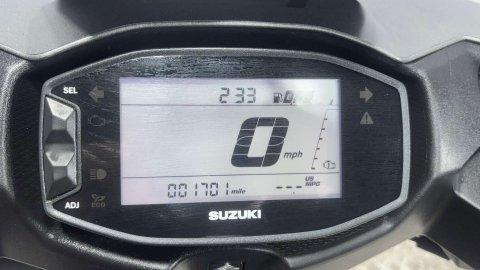 SEL
2:33
0 mph
001701 mile
--- US MPG
ADJ
ECO
SUZUKI